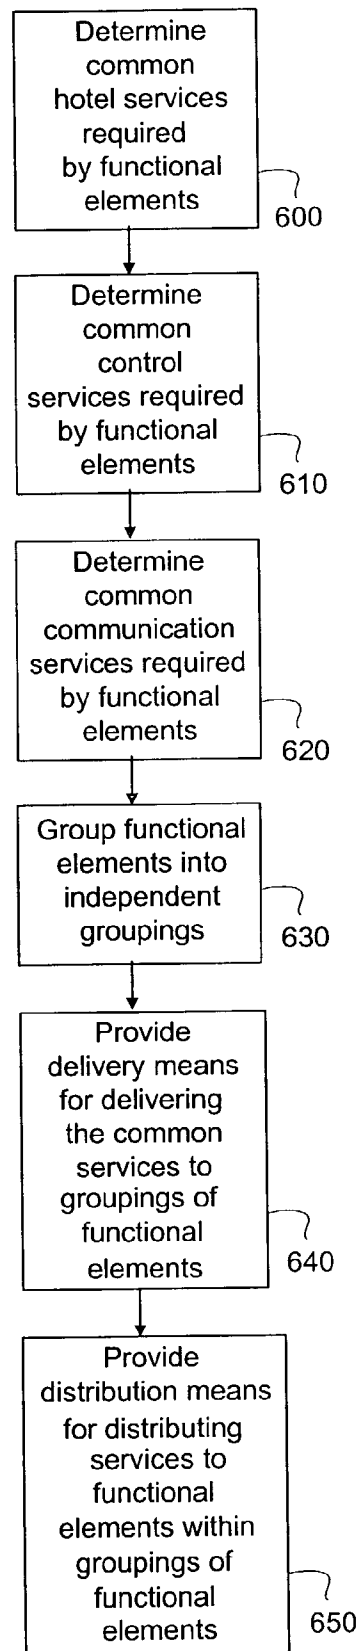 Determine
common
hotel services
required
by functional
elements
600
Determine
common
control
services required
by functional
elements
610
Determine
common
communication
services required
by functional
elements
620
Group functional
elements into
independent
groupings
630
Provide
delivery means
for delivering
the common
services to
groupings of
functional
elements
640
Provide
distribution means
for distributing
services to
functional
elements within
groupings of
functional
elements
650